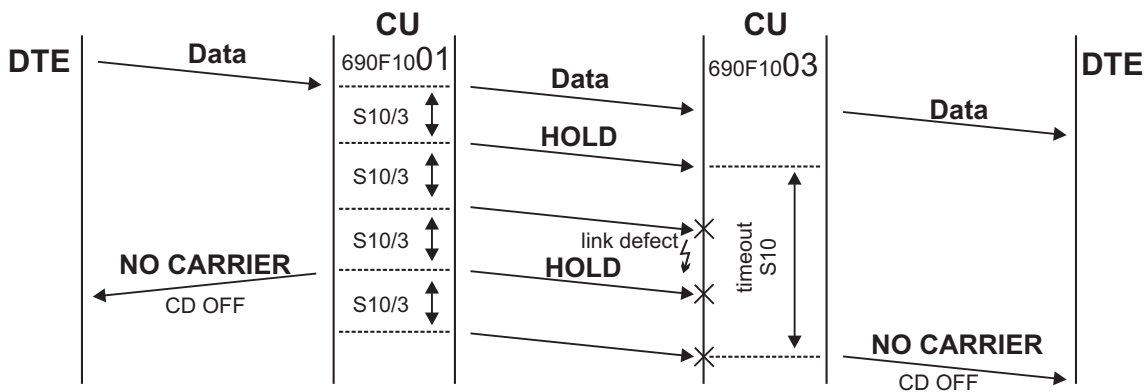 CU
CU
DTE
Data
690F1001
690F1003
DTE
Data
Data
S10/3
HOLD
S10/3
S10/3
link defect
timeout
S10
NO CARRIER
HOLD
CD OFF
S10/3
NO CARRIER
CD OFF